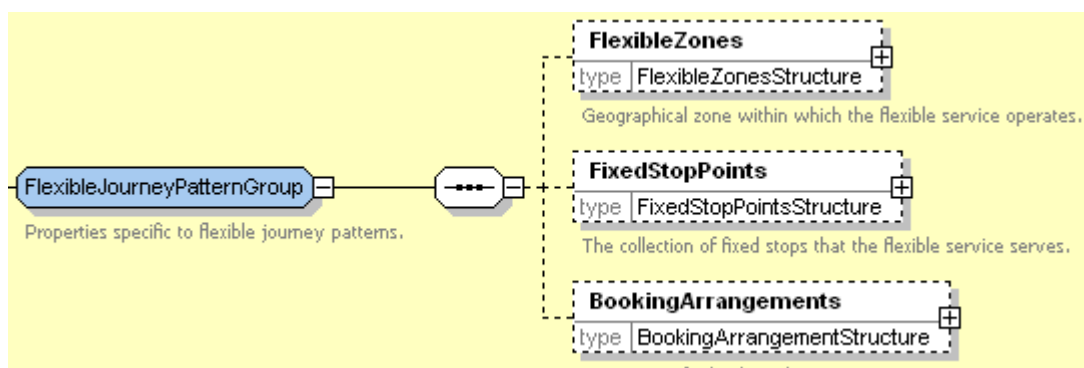 FlexibleZones
type FlexibleZonesStructure
Geographical zone within which the flexible service operates.
FlexibleJourneyPatternGroup
Properties specific to flexible journey patterns.
FixedStopPoints
type FixedStopPointsStructure
The collection of fixed stops that the flexible service serves.
BookingArrangements
type BookingArrangementStructure